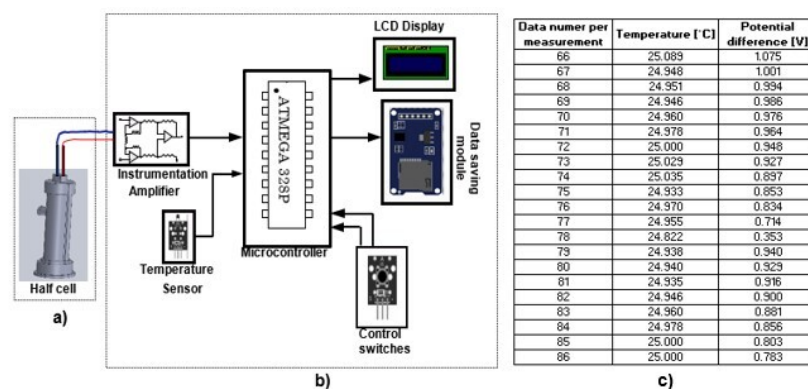 b)
LCD Display
ATMEGA 328P
Data saving
module
Instrumentation
Amplifier
Microcontroller
Temperature
Sensor
Half cell
a)
Control
switches
b)
Data numer per measurement Temperature [°C] Potential difference [V]
66 25.089 1.075
67 24.948 1.001
68 24.951 0.994
69 24.946 0.986
70 24.960 0.976
71 24.978 0.964
72 25.000 0.948
73 25.029 0.927
74 25.035 0.897
75 24.933 0.853
76 24.970 0.834
77 24.955 0.714
78 24.822 0.353
79 24.938 0.940
80 24.940 0.929
81 24.935 0.916
82 24.946 0.900
83 24.960 0.881
84 24.978 0.856
85 25.000 0.803
86 25.000 0.783
c)